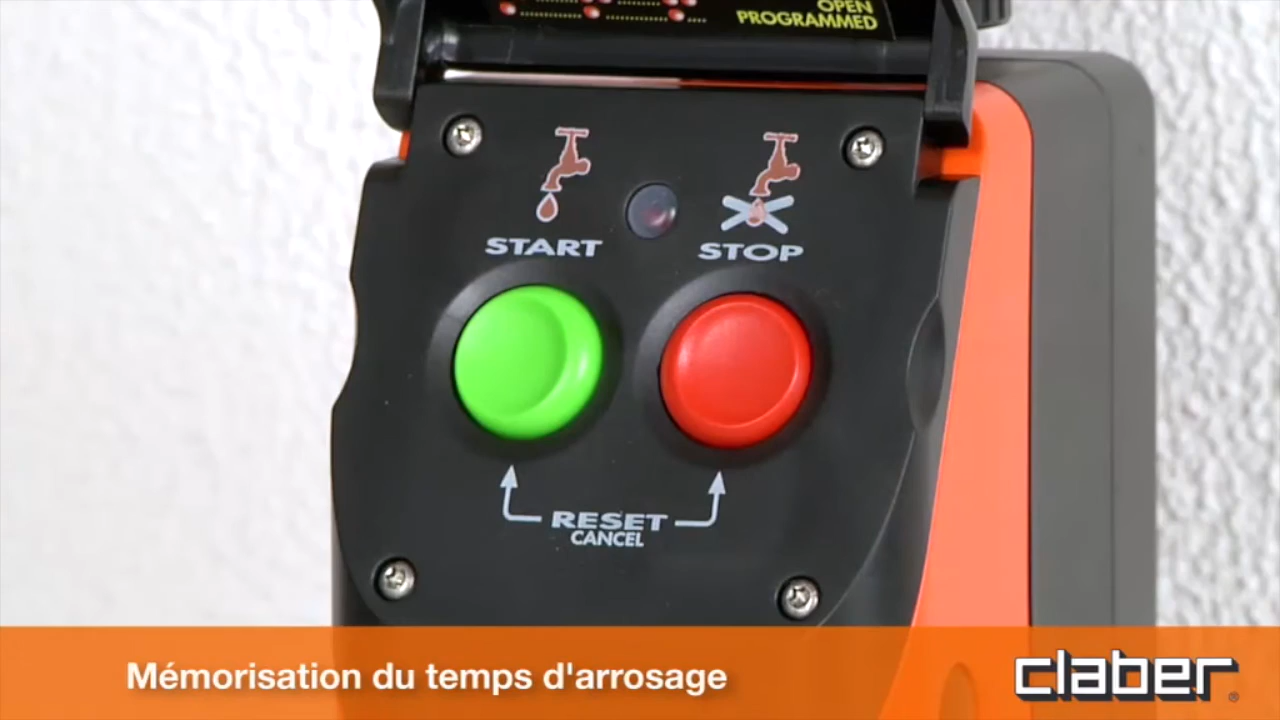 OPEN
PROGRAMMED
START
STOP
RESET
CANCEL
Mémorisation du temps d'arrosage
claber®